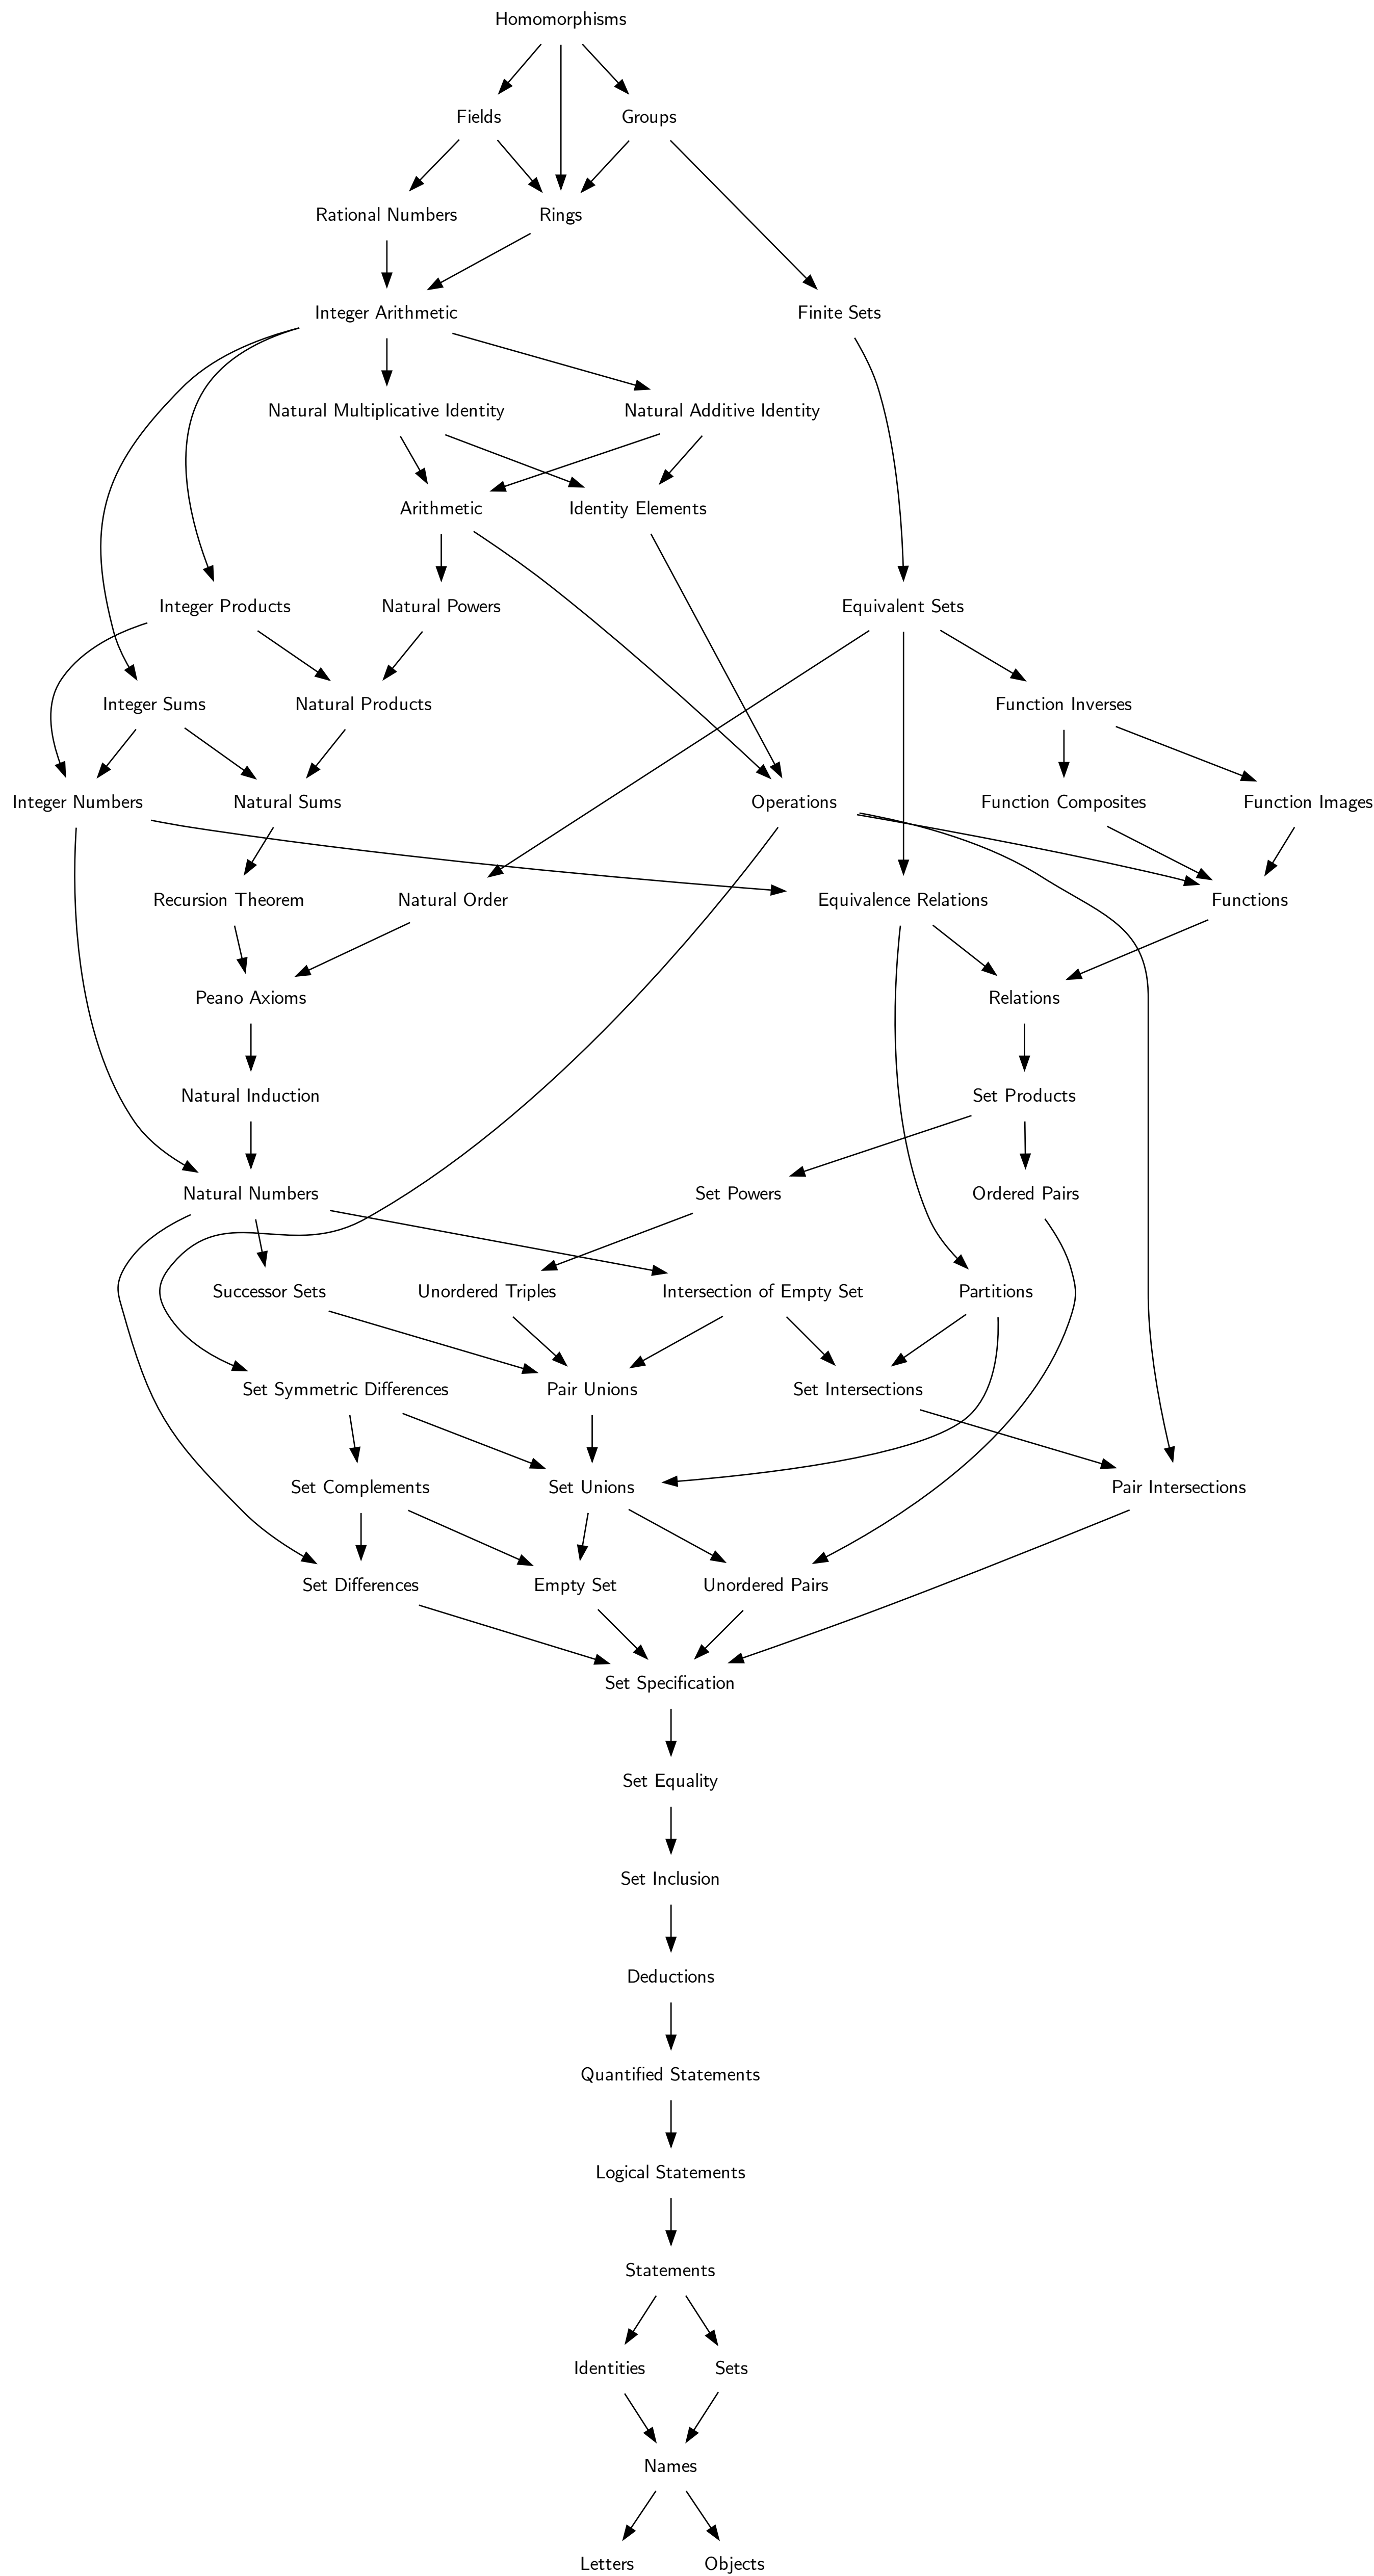 Homomorphisms
Fields
Groups
Rational Numbers
Rings
Integer Arithmetic
Finite Sets
Natural Multiplicative Identity
Natural Additive Identity
Arithmetic
Identity Elements
Integer Products
Natural Powers
Equivalent Sets
Integer Sums
Natural Products
Function Inverses
Integer Numbers
Natural Sums
Operations
Function Composites
Function Images
Recursion Theorem
Natural Order
Equivalence Relations
Functions
Peano Axioms
Relations
Natural Induction
Set Products
Natural Numbers
Set Powers
Ordered Pairs
Successor Sets
Unordered Triples
Intersection of Empty Set
Partitions
Set Symmetric Differences
Pair Unions
Set Intersections
Set Complements
Set Unions
Pair Intersections
Set Differences
Empty Set
Unordered Pairs
Set Specification
Set Equality
Set Inclusion
Deductions
Quantified Statements
Logical Statements
Statements
Identities
Sets
Names
Letters
Objects